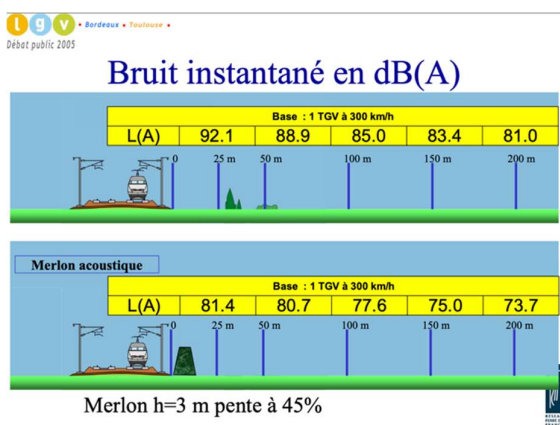 lgv • Bordeaux • Toulouse •
Débat public 2005
Bruit instantané en dB(A)
Base : 1 TGV à 300 km/h
L(A) 92.1 88.9 85.0 83.4 81.0
0 25 m 50 m 100 m 150 m 200 m
Merlon acoustique
Base : 1 TGV à 300 km/h
L(A) 81.4 80.7 77.6 75.0 73.7
0 25 m 50 m 100 m 150 m 200 m
Merlon h=3 m pente à 45%